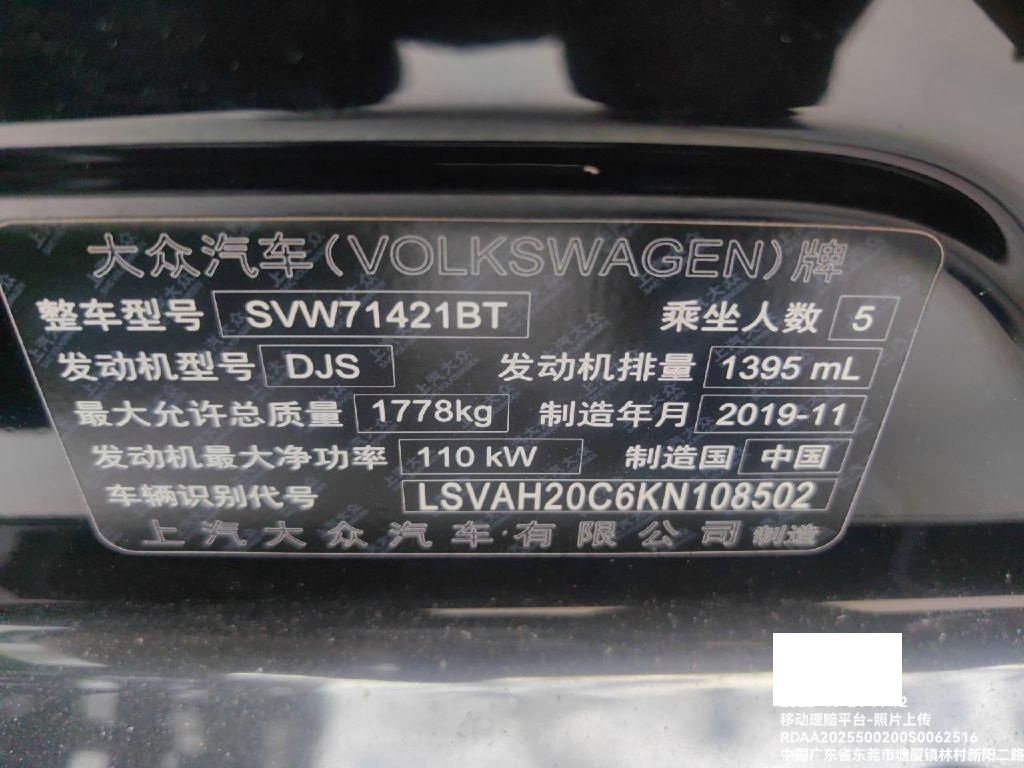 大众汽车(VOLKSWAGEN)牌
整车型号 SVW71421BT 乘坐人数 5
发动机型号 DJS 发动机排量 1395 mL
最大允许总质量 1778kg 制造年月 2019-11
发动机最大净功率 110 kW 制造国 中国
车辆识别代号 LSVAH20C6KN108502
上汽大众汽车有限公司 制造
移动理赔平台-照片上传
RDAA2025500200S0062516
中国广东省东莞市塘厦镇林村新阳二路